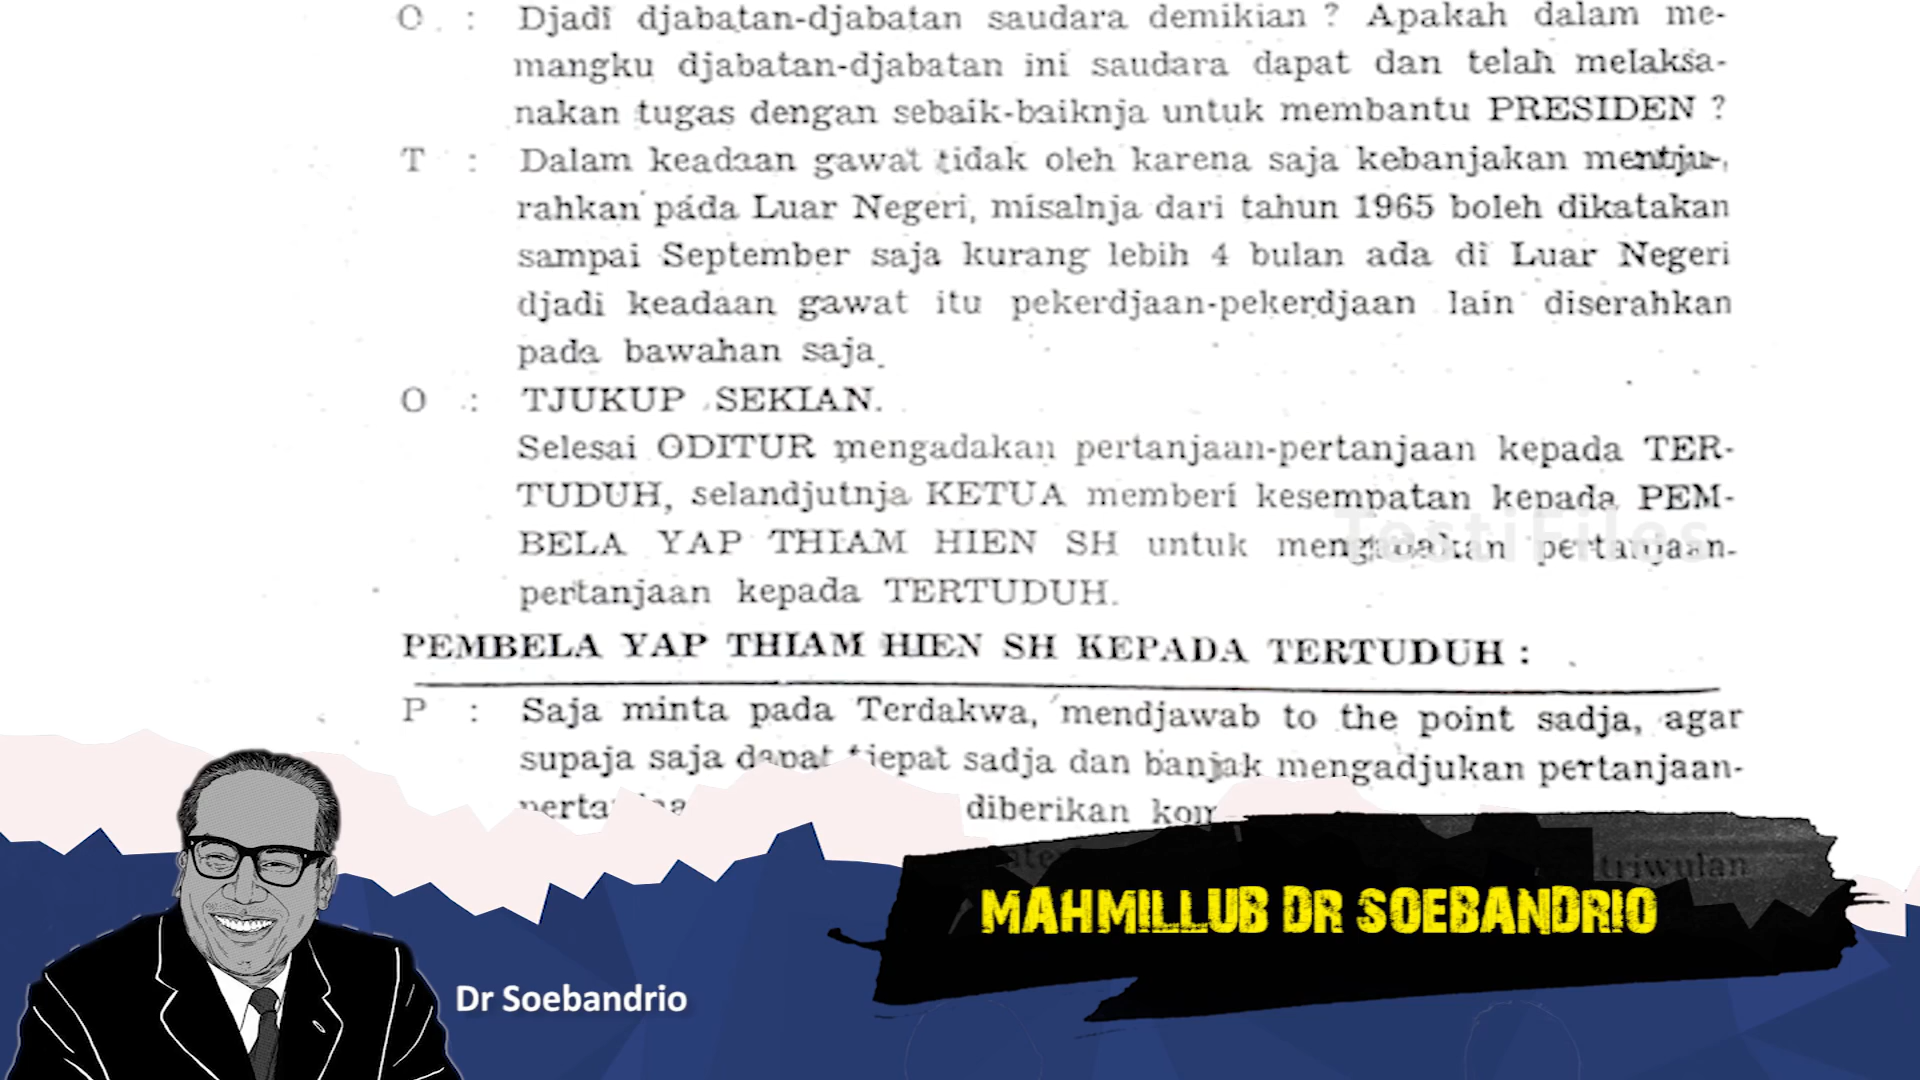 O : Djadi djabatan-djabatan saudara demikian ? Apakah dalam me-
mangku djabatan-djabatan ini saudara dapat dan telah melaksa-
nakan tugas dengan sebaik-baiknja untuk membantu PRESIDEN ?
T : Dalam keadaan gawat tidak oleh karena saja kebanjakan mentju-
rahkan pada Luar Negeri, misalnja dari tahun 1965 boleh dikatakan
sampai September saja kurang lebih 4 bulan ada di Luar Negeri
djadi keadaan gawat itu pekerdjaan-pekerdjaan lain diserahkan
pada bawahan saja.
O : TJUKUP SEKIAN.
Selesai ODITUR mengadakan pertanjaan-pertanjaan kepada TER-
TUDUH, selandjutnja KETUA memberi kesempatan kepada PEM-
BELA YAP THIAM HIEN SH untuk mengadakan pertanjaan-
pertanjaan kepada TERTUDUH.
TestiFiles
PEMBELA YAP THIAM HIEN SH KEPADA TERTUDUH :
P : Saja minta pada Terdakwa, mendjawab to the point sadja, agar
supaja saja dapat tjepat sadja dan banjak mengadjukan pertanjaan-
diberikan
triwulan
MAHMILLUB DR SOEBANDRIO
Dr Soebandrio